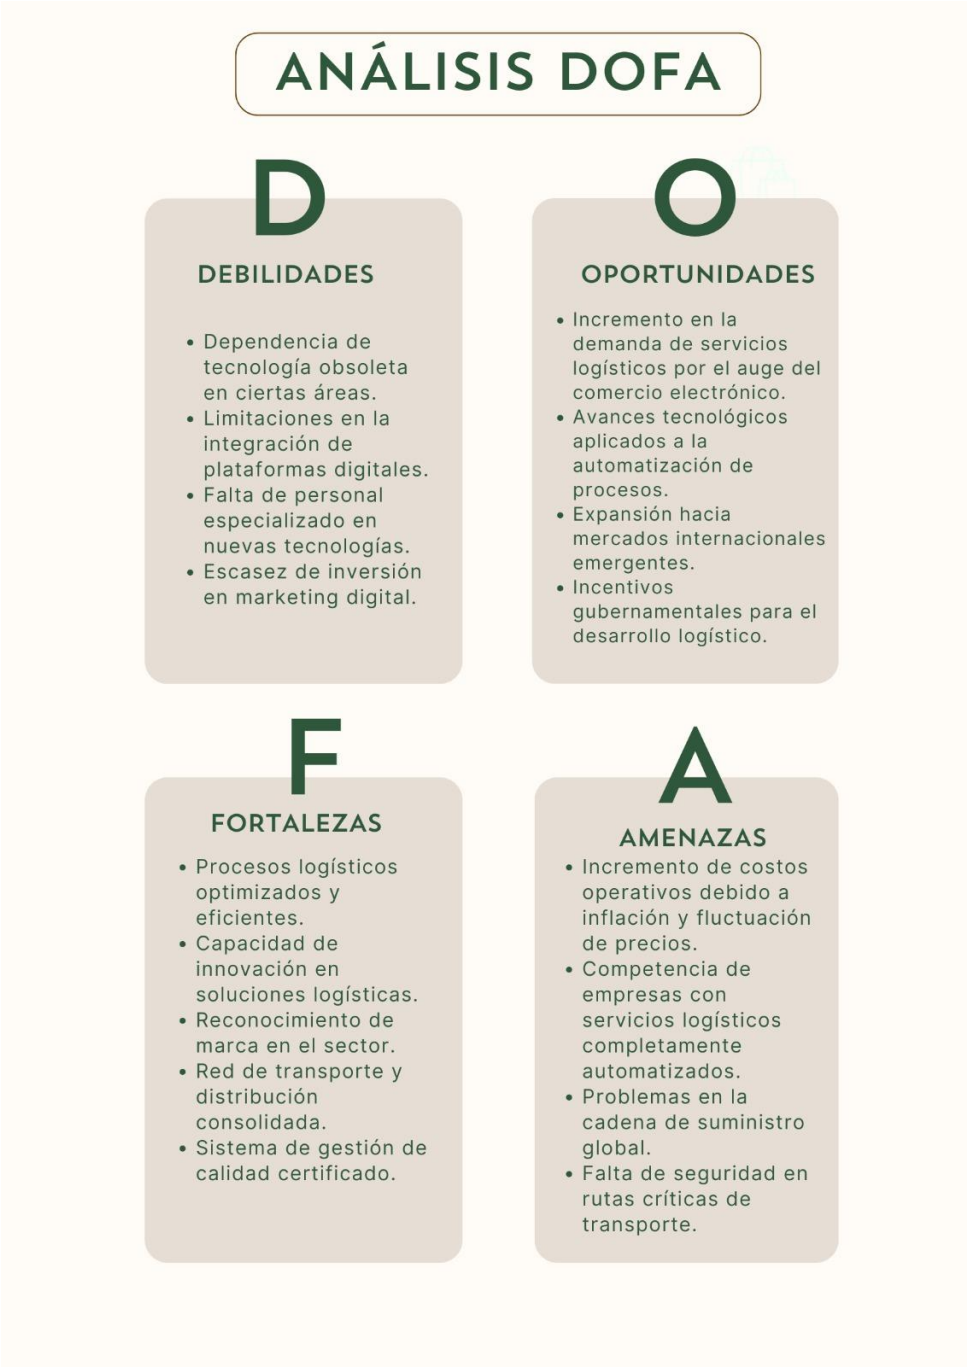 ANÁLISIS DOFA
D
DEBILIDADES
• Dependencia de
tecnología obsoleta
en ciertas áreas.
• Limitaciones en la
integración de
plataformas digitales.
• Falta de personal
especializado en
nuevas tecnologías.
• Escasez de inversión
en marketing digital.
O
OPORTUNIDADES
• Incremento en la
demanda de servicios
logísticos por el auge del
comercio electrónico.
• Avances tecnológicos
aplicados a la
automatización de
procesos.
• Expansión hacia
mercados internacionales
emergentes.
• Incentivos
gubernamentales para el
desarrollo logístico.
F
FORTALEZAS
• Procesos logísticos
optimizados y
eficientes.
• Capacidad de
innovación en
soluciones logísticas.
• Reconocimiento de
marca en el sector.
• Red de transporte y
distribución
consolidada.
• Sistema de gestión de
calidad certificado.
A
AMENAZAS
• Incremento de costos
operativos debido a
inflación y fluctuación
de precios.
• Competencia de
empresas con
servicios logísticos
completamente
automatizados.
• Problemas en la
cadena de suministro
global.
• Falta de seguridad en
rutas críticas de
transporte.